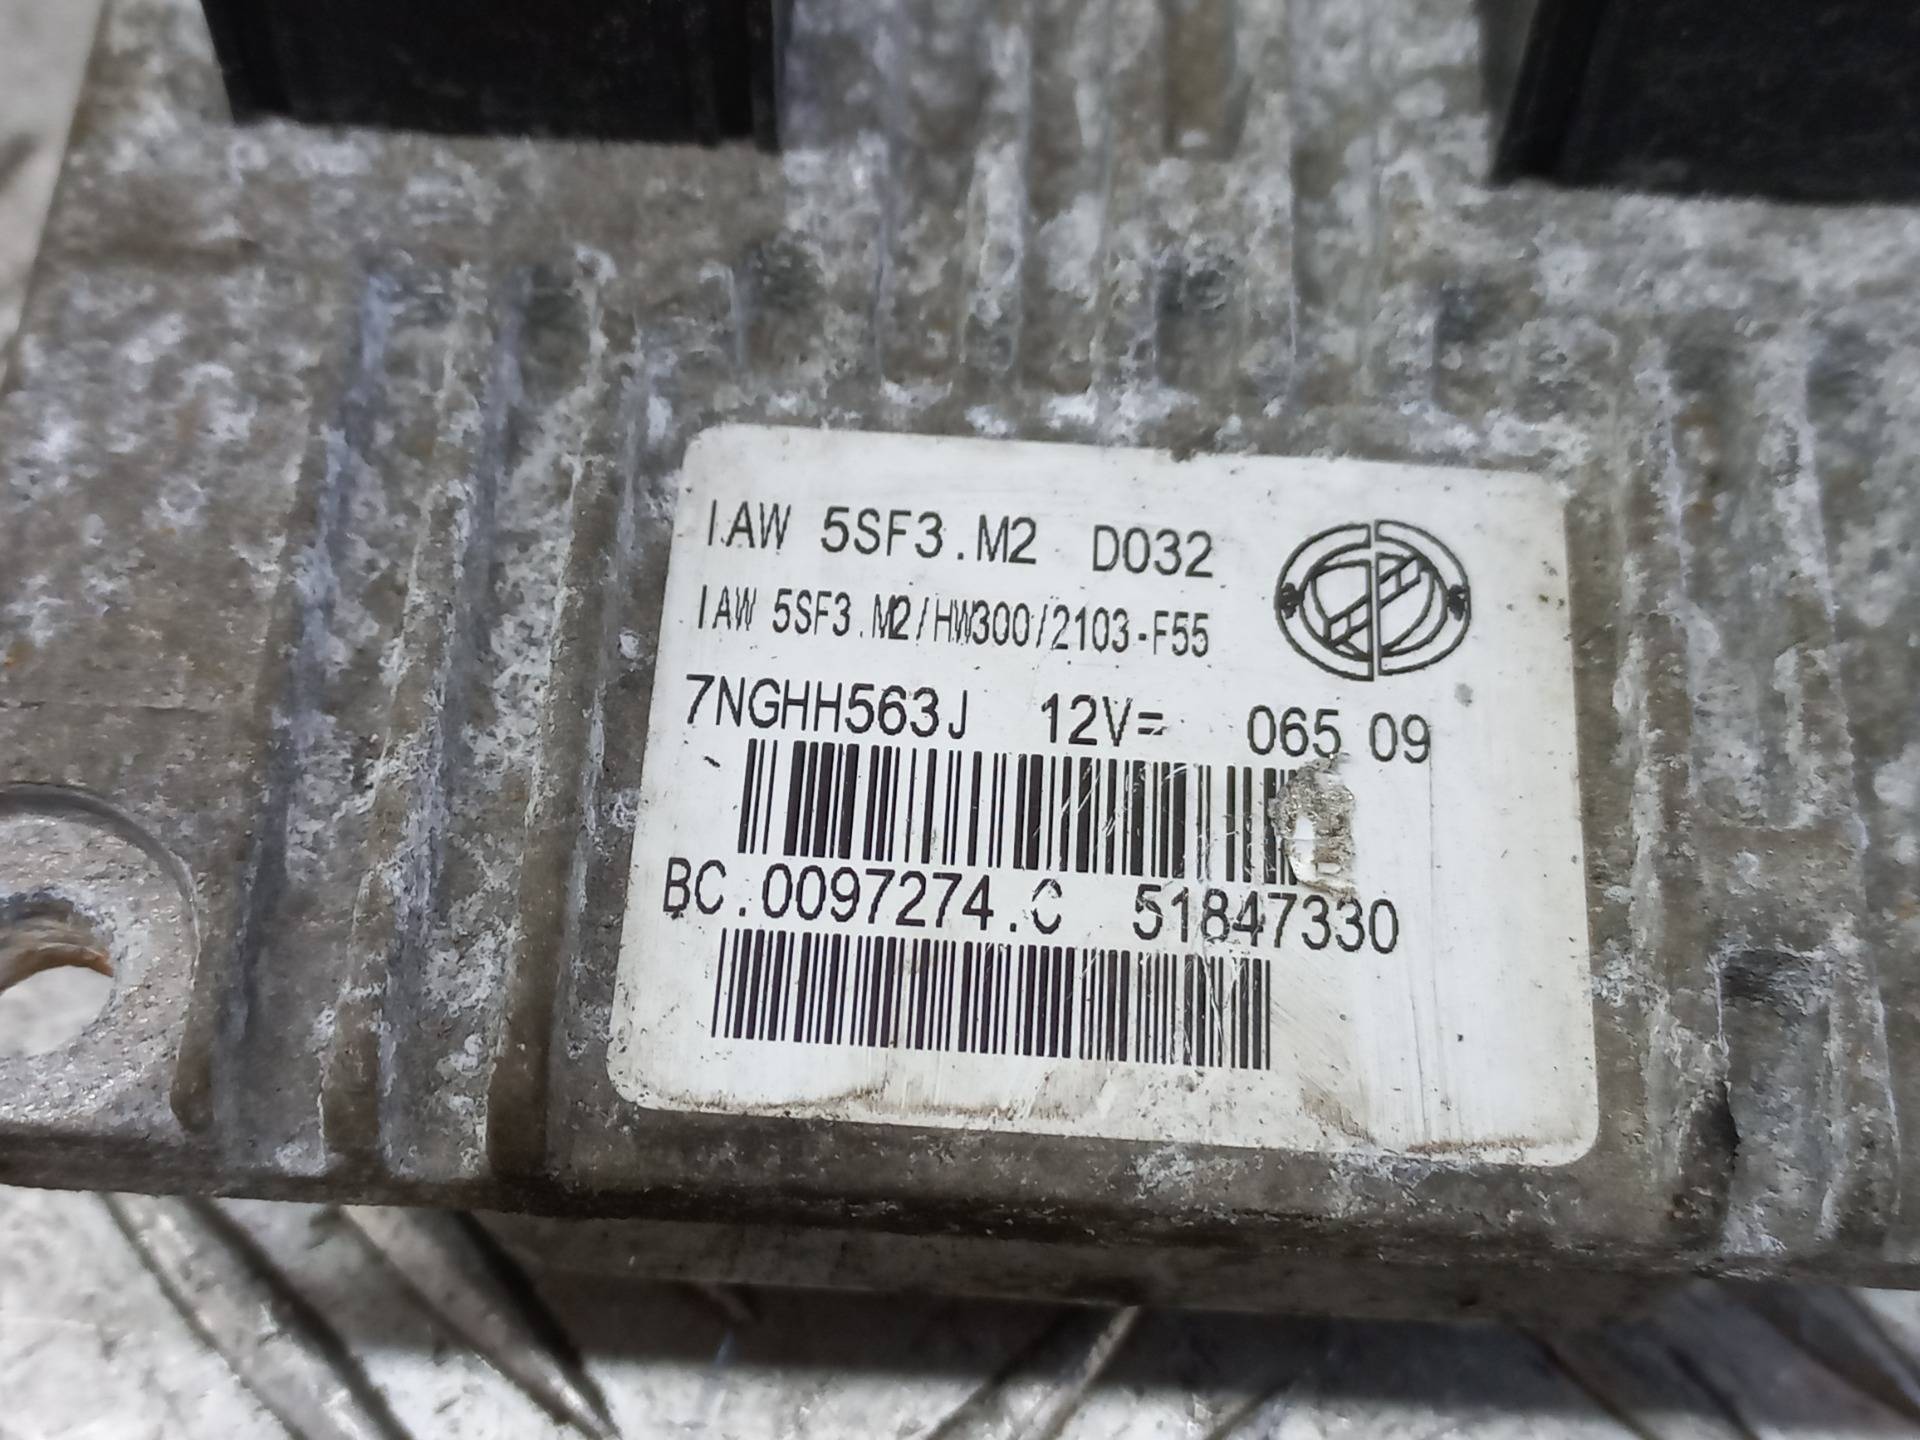 IAW 5SF3.M2 D032
IAW 5SF3.M2/HW300/2103-F55
7NGHH563J 12V= 065 09
BC.0097274.C 51847330